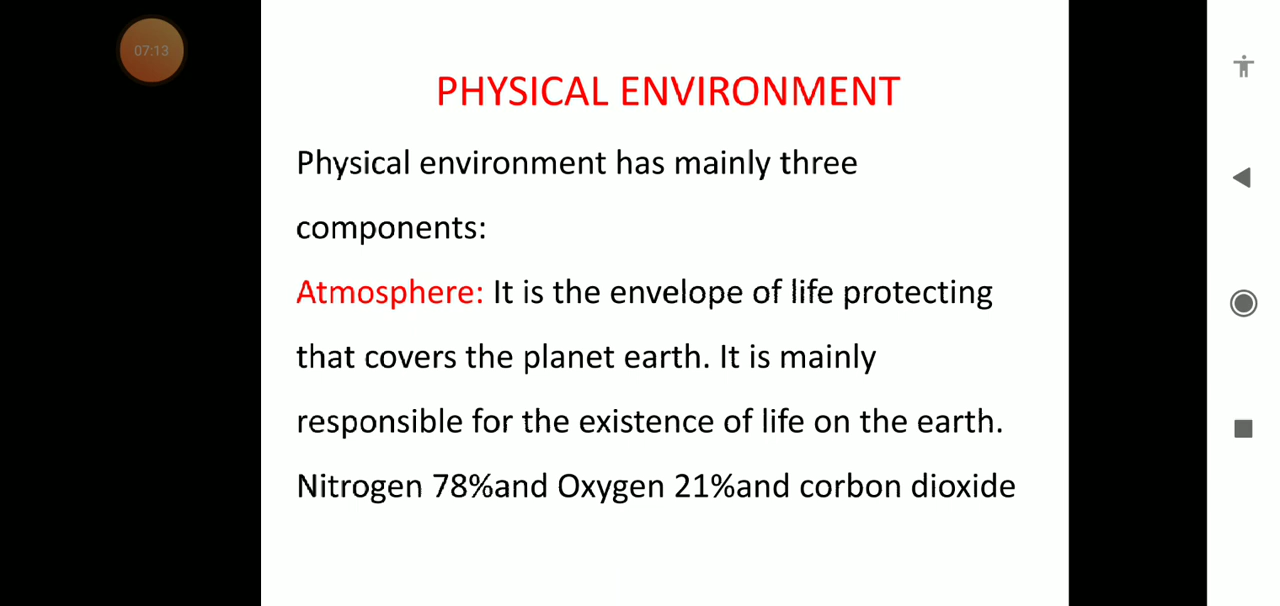 07:13
PHYSICAL ENVIRONMENT
Physical environment has mainly three
components:
Atmosphere: It is the envelope of life protecting
that covers the planet earth. It is mainly
responsible for the existence of life on the earth.
Nitrogen 78%and Oxygen 21%and corbon dioxide